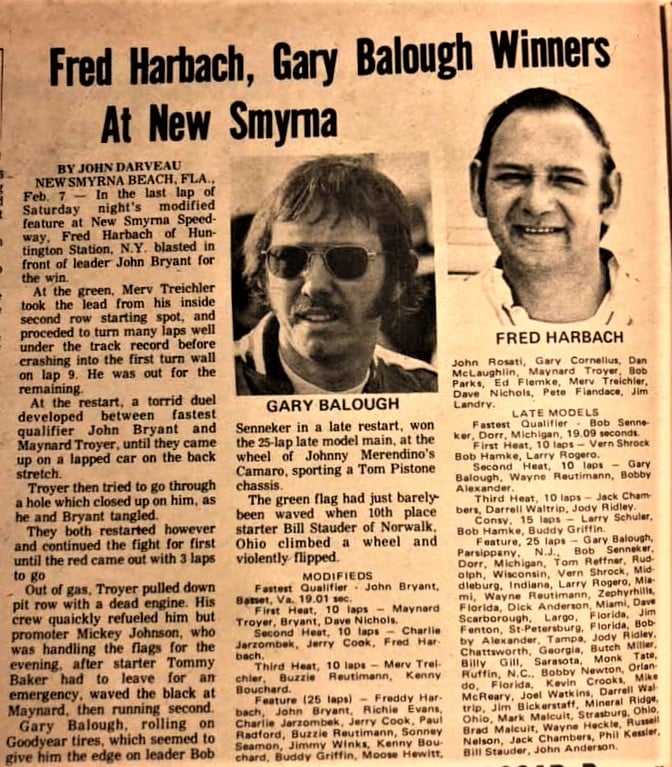 Fred Harbach, Gary Balough Winners
At New Smyrna
BY JOHN DARVEAU
NEW SMYRNA BEACH, FLA.,
Feb. 7 — In the last lap of
Saturday night's modified
feature at New Smyrna Speed-
way, Fred Harbach of Hun-
tington Station, N.Y. blasted in
front of leader John Bryant for
the win.
At the green, Merv Treichler
took the lead from his inside
second row starting spot, and
proceded to turn many laps well
under the track record before
crashing into the first turn wall
on lap 9. He was out for the
remaining.
At the restart, a torrid duel
developed between fastest
qualifier John Bryant and
Maynard Troyer, until they came
up on a lapped car on the back
stretch.
Troyer then tried to go through
a hole which closed up on him, as
he and Bryant tangled.
They both restarted however
and continued the fight for first
until the red came out with 3 laps
to go
Out of gas, Troyer pulled down
pit row with a dead engine. His
crew quaickly refueled him but
promoter Mickey Johnson, who
was handling the flags for the
evening, after starter Tommy
Baker had to leave for an
emergency, waved the black at
Maynard, then running second.
Gary Balough, rolling on
Goodyear tires, which seemed to
give him the edge on leader Bob
GARY BALOUGH
Senneker in a late restart, won
the 25-lap late model main, at the
wheel of Johnny Merendino's
Camaro, sporting a Tom Pistone
chassis.
The green flag had just barely
been waved when 10th place
starter Bill Stauder of Norwalk,
Ohio climbed a wheel and
violently flipped.
MODIFIEDS
Fastest Qualifier - John Bryant,
Basset, Va. 19.01 sec.
First Heat, 10 laps — Maynard
Troyer, Bryant, Dave Nichols.
Second Heat, 10 laps — Charlie
Jarzombek, Jerry Cook, Fred Har-
bach.
Third Heat, 10 laps — Merv Trei-
chler, Buzzie Reutimann, Kenny
Bouchard.
Feature (25 laps) - Freddy Har-
bach, John Bryant, Richie Evans,
Charlie Jarzombek, Jerry Cook, Paul
Radford, Buzzie Reutimann, Sonney
Seamon, Jimmy Winks, Kenny Bou-
chard, Buddy Griffin, Moose Hewitt,
FRED HARBACH
John Rosati, Gary Cornelius, Dan
McLaughlin, Maynard Troyer, Bob
Parks, Ed Flemke, Merv Treichler,
Dave Nichols, Pete Fiandace, Jim
Landry.
LATE MODELS
Fastest Qualifier - Bob Senne-
ker, Dorr, Michigan, 19.09 seconds.
First Heat, 10 laps — Vern Shrock
Bob Hamke, Larry Rogero.
Second Heat, 10 laps — Gary
Balough, Wayne Reutimann, Bobby
Alexander.
Third Heat, 10 laps — Jack Cham-
bers, Darrell Waltrip, Jody Ridley.
Consy, 15 laps — Larry Schuler,
Bob Hamke, Buddy Griffin.
Feature, 25 laps — Gary Balough,
Parsippany, N.J., Bob Senneker,
Dorr, Michigan, Tom Reffner, Rud-
olph, Wisconsin, Vern Shrock, Mid-
dleburg, Indiana, Larry Rogero, Mia-
mi, Wayne Reutimann, Zephyrhills,
Florida, Dick Anderson, Miami, Dave
Scarborough, Largo, Florida, Jim
Fenton, St-Petersburg, Florida, Bob-
by Alexander, Tampa, Jody Ridley,
Chattsworth, Georgia, Butch Miller,
Billy Gill, Sarasota, Monk Tate,
Ruffin, N.C., Bobby Newton, Orlan-
do, Florida, Kevin Crooks, Mike
McReary, Joel Watkins, Darrell Wal-
trip, Jim Bickerstaff, Mineral Ridge,
Ohio, Mark Malcuit, Strasburg, Ohio,
Brad Malcuit, Wayne Heckle, Russell
Nelson, Jack Chambers, Phil Kessler,
Bill Stauder, John Anderson.